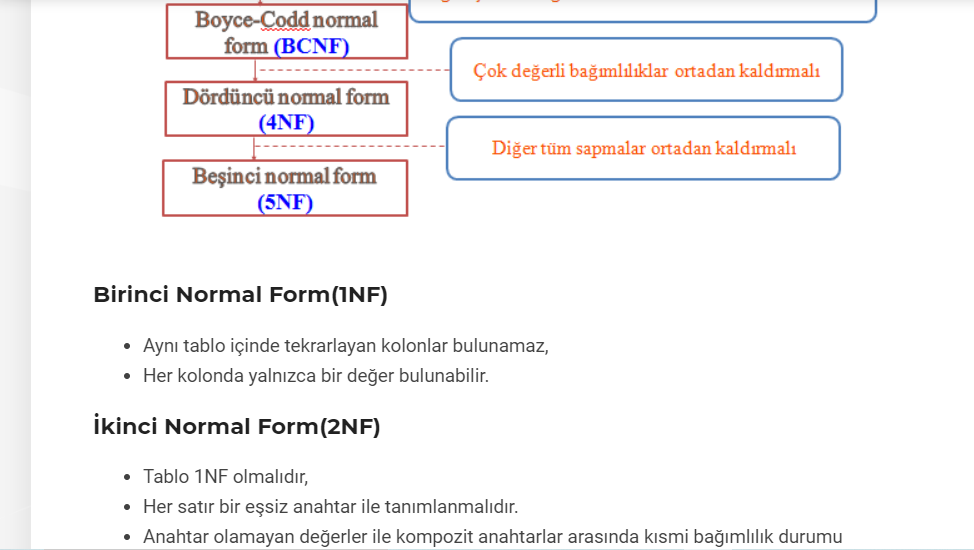 Boyce-Codd normal
form (BCNF)
Çok değerli bağımlılıklar ortadan kaldırmalı
Dördüncü normal form
(4NF)
Diğer tüm sapmalar ortadan kaldırmalı
Beşinci normal form
(5NF)
Birinci Normal Form(1NF)
Aynı tablo içinde tekrarlayan kolonlar bulunamaz,
Her kolonda yalnızca bir değer bulunabilir.
İkinci Normal Form(2NF)
Tablo 1NF olmalıdır,
Her satır bir eşsiz anahtar ile tanımlanmalıdır.
Anahtar olamayan değerler ile kompozit anahtarlar arasında kısmi bağımlılık durumu